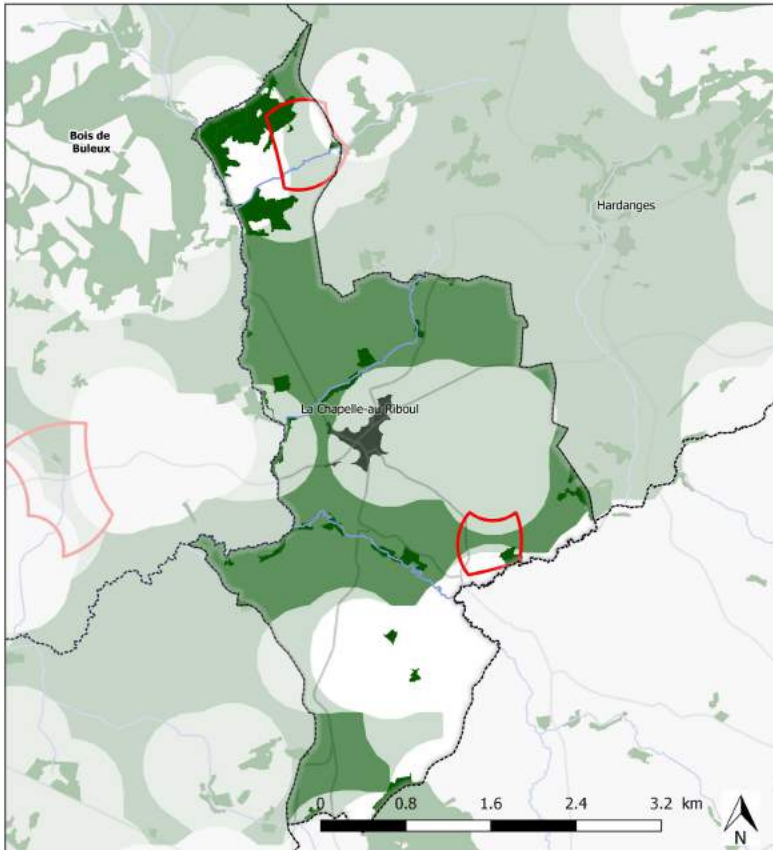 Bois de
Buleux
Hardanges
La Chapelle-au Riboul
0 0.8 1.6 2.4 3.2 km
N